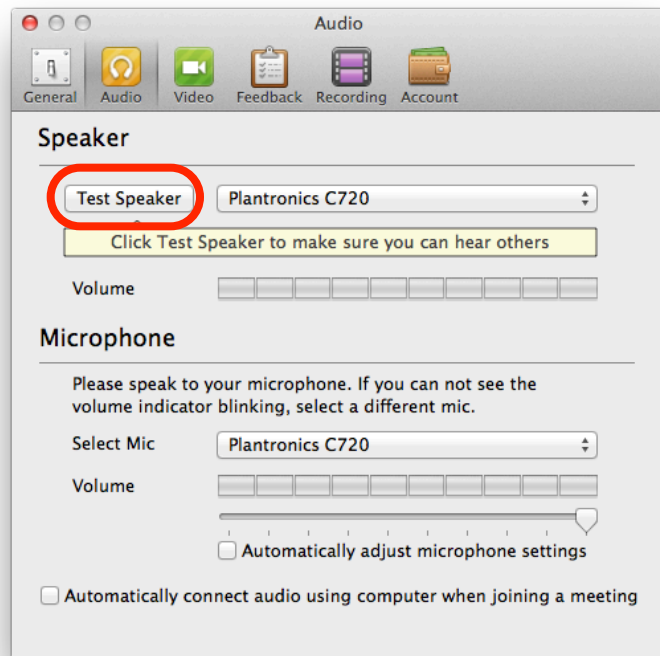 Audio
General Audio Video Feedback Recording Account
Speaker
Test Speaker Plantronics C720
Click Test Speaker to make sure you can hear others
Volume
Microphone
Please speak to your microphone. If you can not see the
volume indicator blinking, select a different mic.
Select Mic Plantronics C720
Volume
Automatically adjust microphone settings
Automatically connect audio using computer when joining a meeting